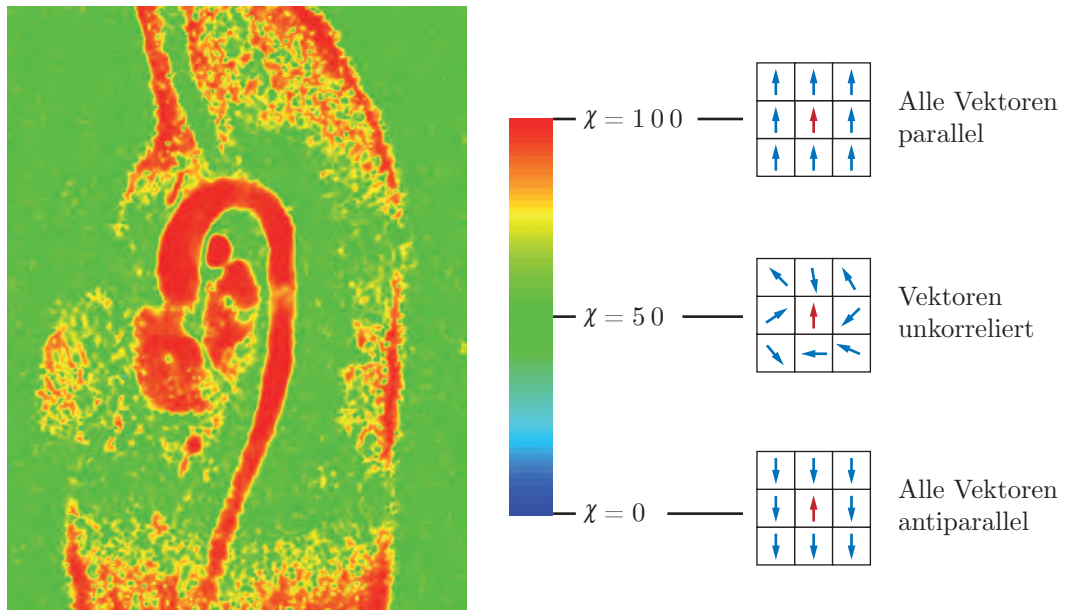 χ = 100
Alle Vektoren
parallel
χ = 50
Vektoren
unkorreliert
χ = 0
Alle Vektoren
antiparallel